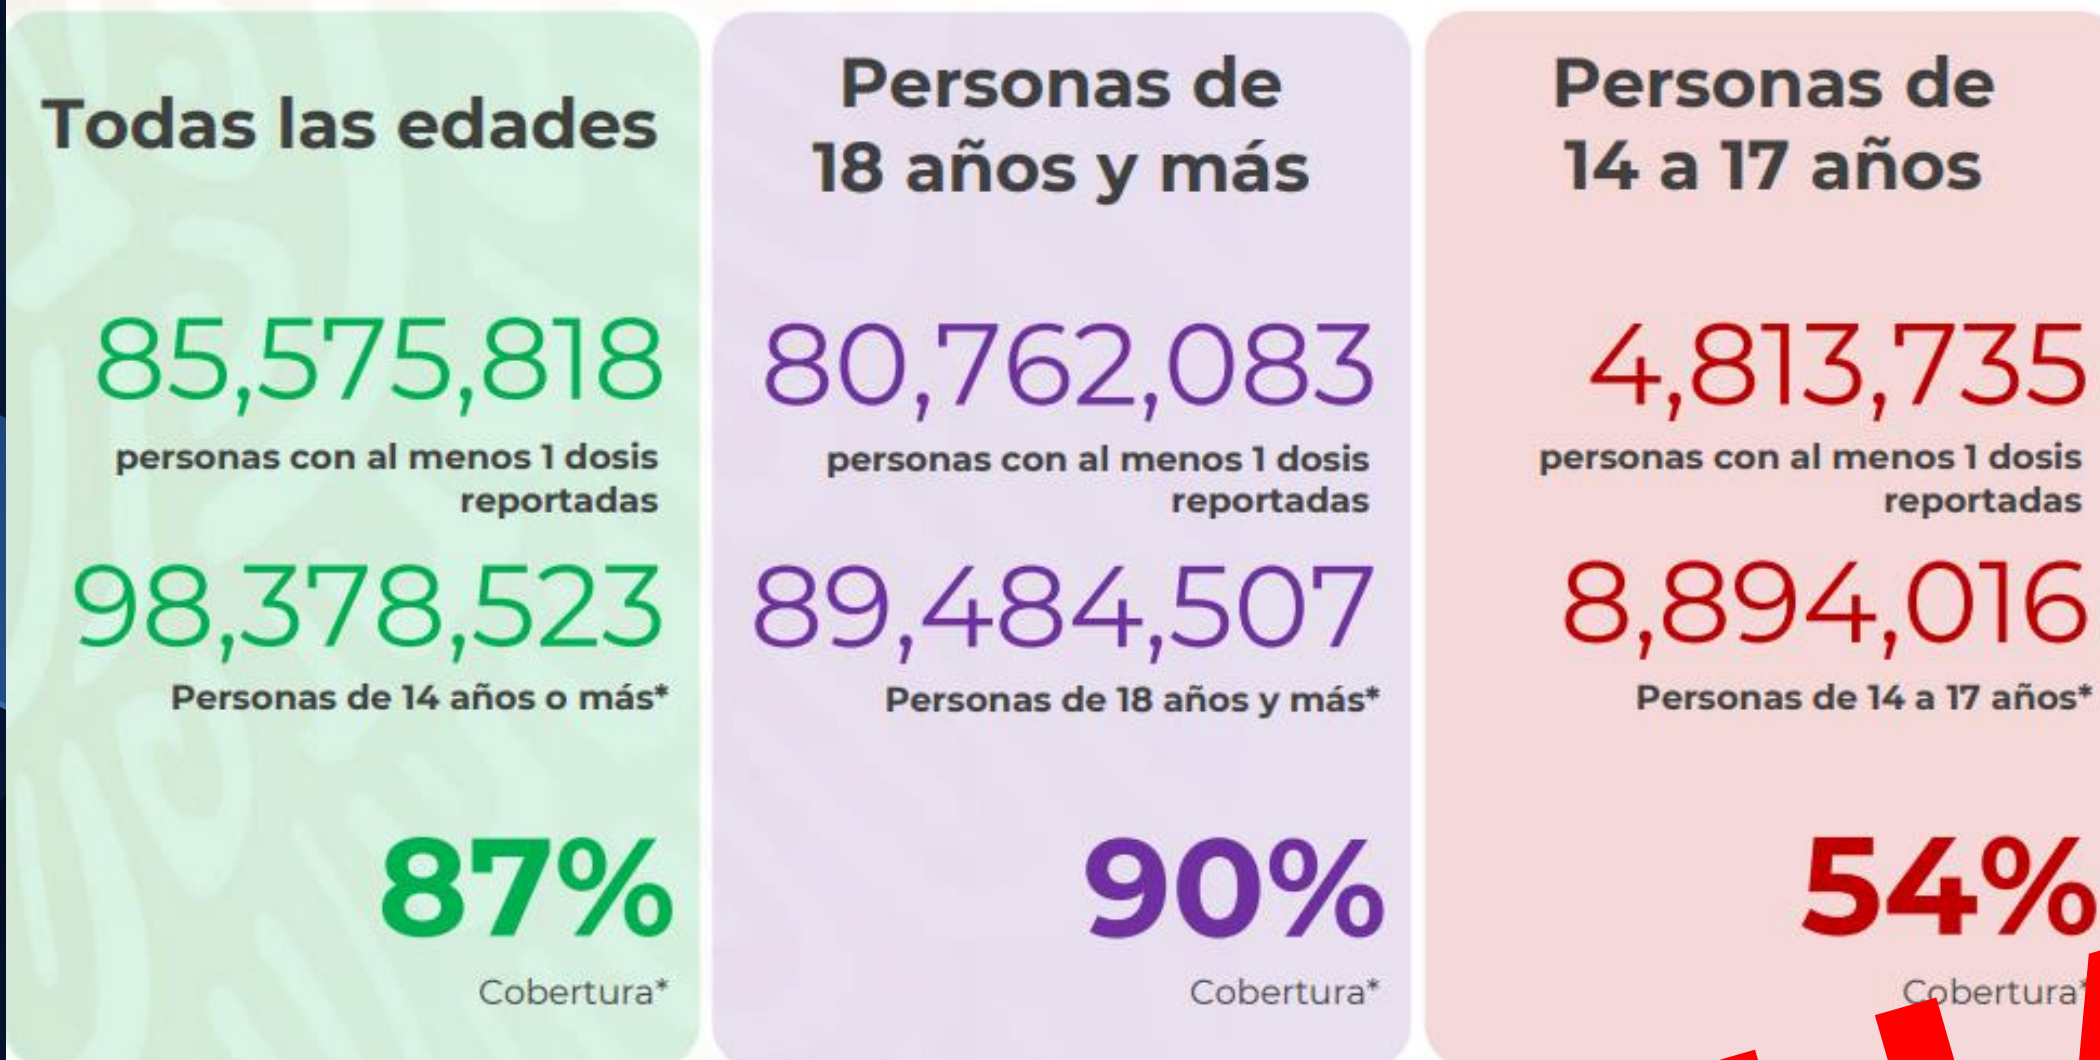 Todas las edades
85,575,818
personas con al menos 1 dosis
reportadas
98,378,523
Personas de 14 años o más*
87%
Cobertura*
Personas de
18 años y más
80,762,083
personas con al menos 1 dosis
reportadas
89,484,507
Personas de 18 años y más*
90%
Cobertura*
Personas de
14 a 17 años
4,813,735
personas con al menos 1 dosis
reportadas
8,894,016
Personas de 14 a 17 años*
54%
Cobertura*